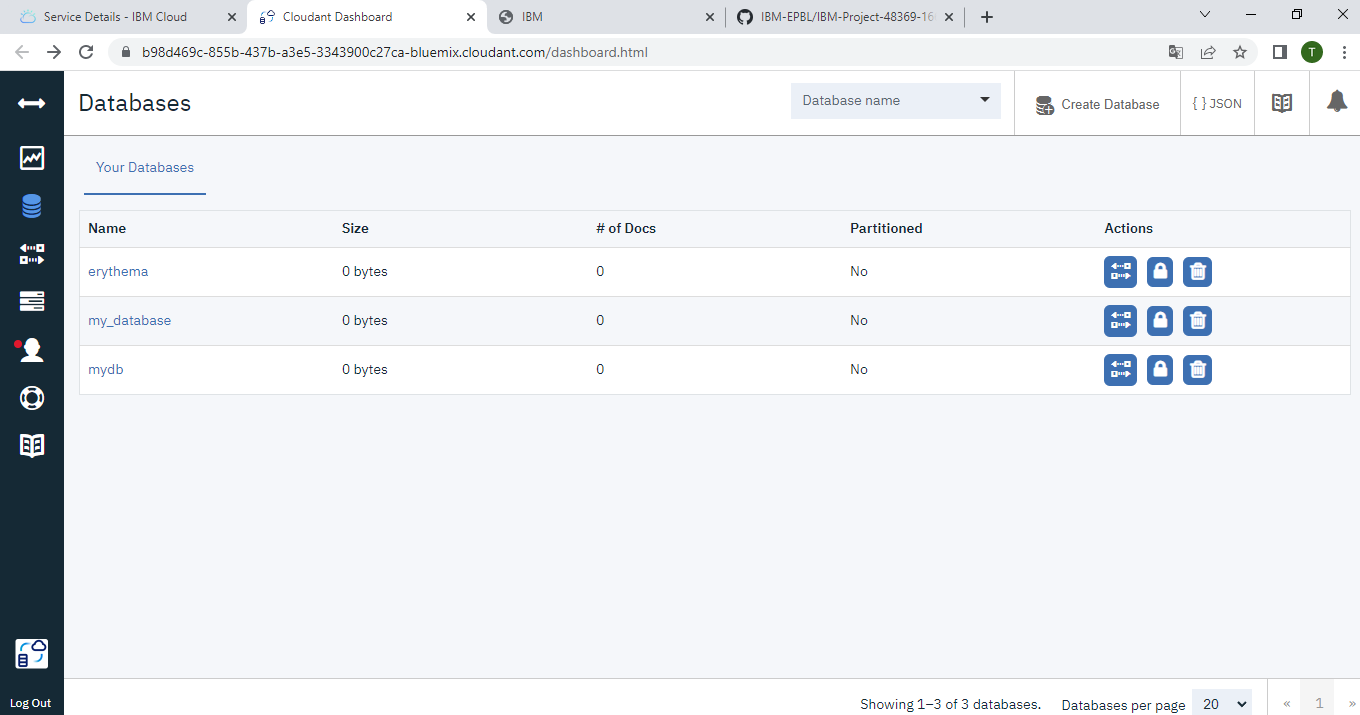 Service Details - IBM Cloud
Cloudant Dashboard
IBM
IBM-EPBL/IBM-Project-48369-16
b98d469c-855b-437b-a3e5-3343900c27ca-bluemix.cloudant.com/dashboard.html
T
Databases
Database name
Create Database
{ } JSON
Your Databases
Name Size # of Docs Partitioned Actions
erythema 0 bytes 0 No
my_database 0 bytes 0 No
mydb 0 bytes 0 No
Log Out
Showing 1–3 of 3 databases. Databases per page 20 « 1 »